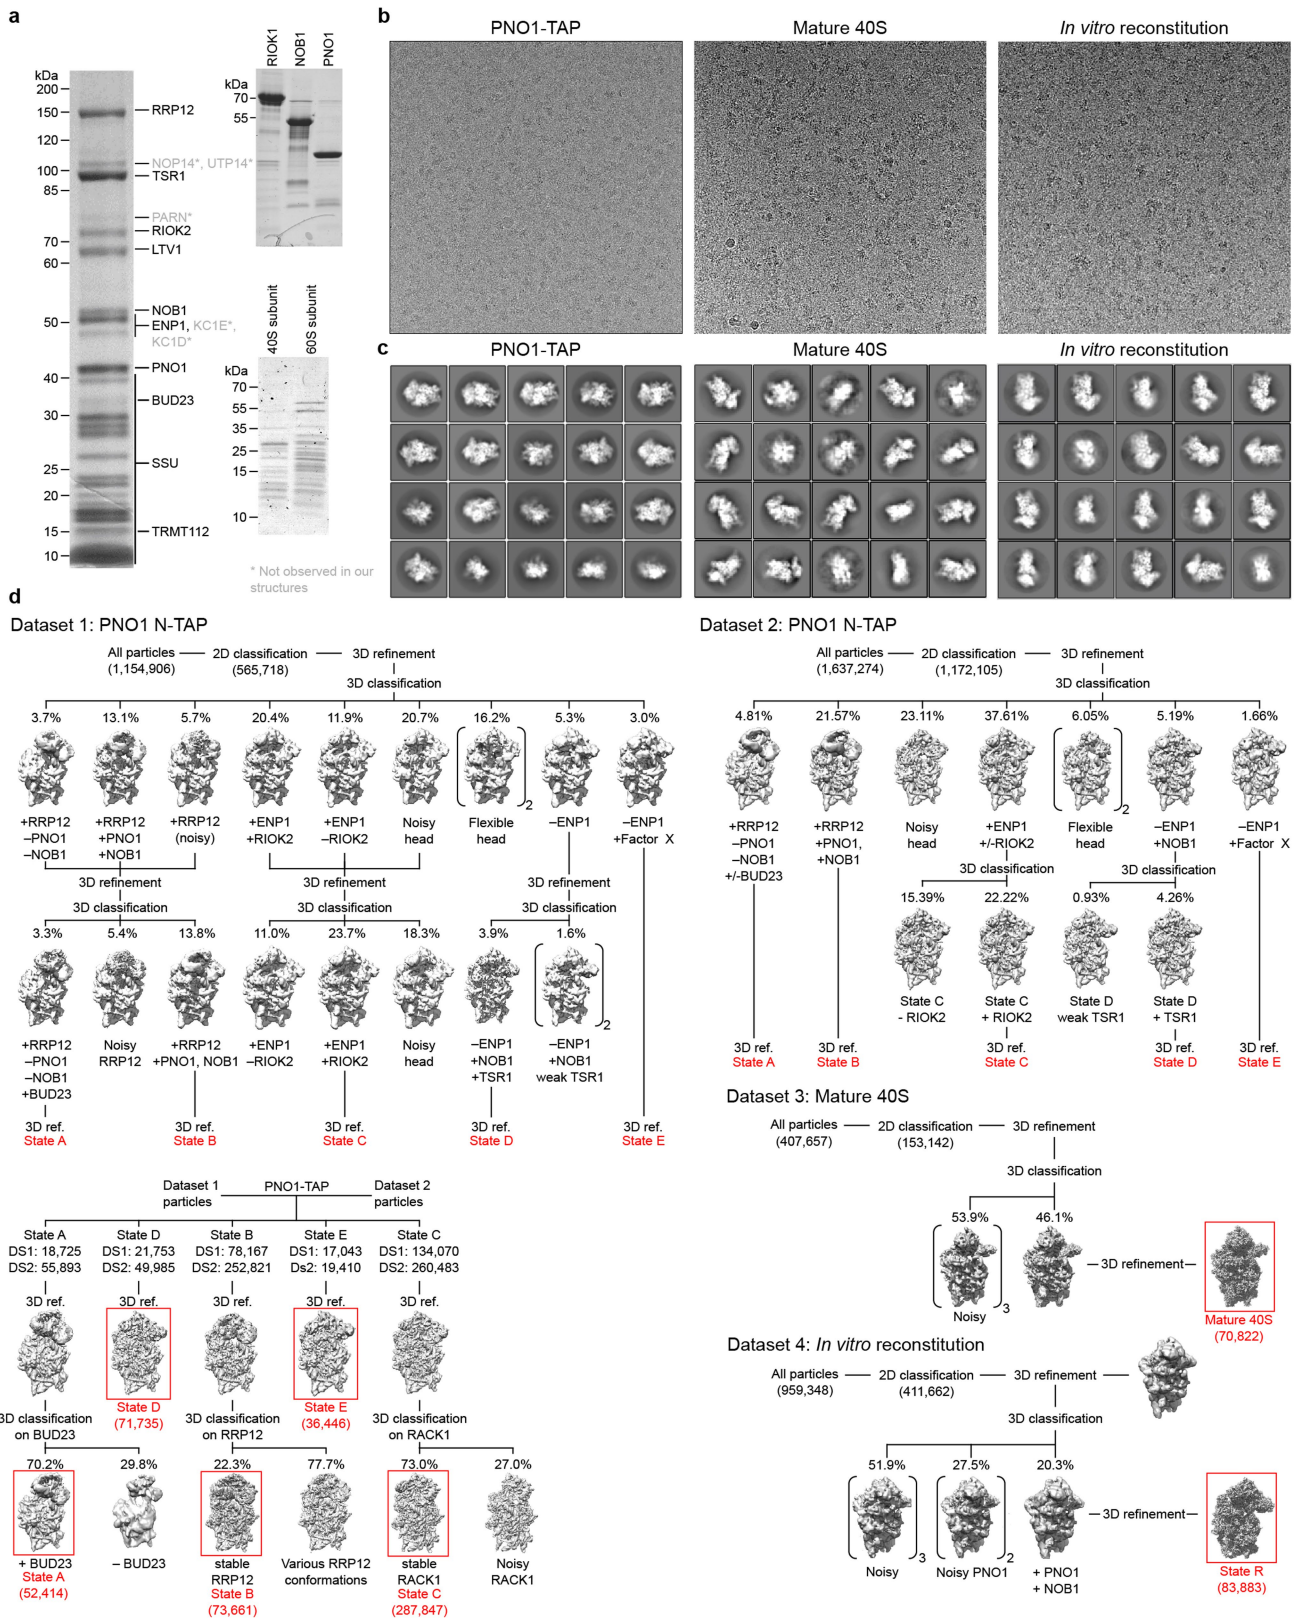 a
kDa
200
150
120
100
85
70
60
50
40
30
25
20
15
10
RRP12
NOP14*, UTP14*
TSR1
PARN*
RIOK2
LTV1
NOB1
ENP1, KC1E*,
KC1D*
PNO1
BUD23
SSU
TRMT112
RIOK1
NOB1
PNO1
kDa
70
55
40S subunit
60S subunit
kDa
70
55
35
25
15
10
* Not observed in our
structures
b
PNO1-TAP
Mature 40S
In vitro reconstitution
c
PNO1-TAP
Mature 40S
In vitro reconstitution
d
Dataset 1: PNO1 N-TAP
All particles
(1,154,906)
2D classification
(565,718)
3D refinement
3D classification
3.7% 13.1% 5.7% 20.4% 11.9% 20.7% 16.2% 5.3% 3.0%
+RRP12
–PNO1
–NOB1
+RRP12
+PNO1
+NOB1
+RRP12
(noisy)
+ENP1
+RIOK2
+ENP1
–RIOK2
Noisy
head
2
Flexible
head
–ENP1
–ENP1
+Factor X
3D refinement
3D classification
3D refinement
3D classification
3D refinement
3D classification
3.3% 5.4% 13.8% 11.0% 23.7% 18.3% 3.9% 1.6%
+RRP12
–PNO1
–NOB1
+BUD23
Noisy
RRP12
+RRP12
+PNO1, NOB1
+ENP1
–RIOK2
+ENP1
+RIOK2
Noisy
head
–ENP1
+NOB1
+TSR1
2
–ENP1
+NOB1
weak TSR1
3D ref.
State A
3D ref.
State B
3D ref.
State C
3D ref.
State D
3D ref.
State E
Dataset 1
particles
PNO1-TAP
Dataset 2
particles
State A
DS1: 18,725
DS2: 55,893
State D
DS1: 21,753
DS2: 49,985
State B
DS1: 78,167
DS2: 252,821
State E
DS1: 17,043
Ds2: 19,410
State C
DS1: 134,070
DS2: 260,483
3D ref. 3D ref. 3D ref. 3D ref. 3D ref.
State D
(71,735)
State E
(36,446)
3D classification
on BUD23
3D classification
on RRP12
3D classification
on RACK1
70.2% 29.8% 22.3% 77.7% 73.0% 27.0%
+ BUD23
State A
(52,414)
– BUD23
stable
RRP12
State B
(73,661)
Various RRP12
conformations
stable
RACK1
State C
(287,847)
Noisy
RACK1
Dataset 2: PNO1 N-TAP
All particles
(1,637,274)
2D classification
(1,172,105)
3D refinement
3D classification
4.81% 21.57% 23.11% 37.61% 6.05% 5.19% 1.66%
+RRP12
–PNO1
–NOB1
+/-BUD23
+RRP12
+PNO1,
+NOB1
Noisy
head
+ENP1
+/-RIOK2
2
Flexible
head
–ENP1
+NOB1
–ENP1
+Factor X
3D classification
3D classification
15.39% 22.22% 0.93% 4.26%
State C
- RIOK2
State C
+ RIOK2
State D
weak TSR1
State D
+ TSR1
3D ref.
State A
3D ref.
State B
3D ref.
State C
3D ref.
State D
3D ref.
State E
Dataset 3: Mature 40S
All particles
(407,657)
2D classification
(153,142)
3D refinement
3D classification
53.9% 46.1%
3
Noisy
3D refinement
Mature 40S
(70,822)
Dataset 4: In vitro reconstitution
All particles
(959,348)
2D classification
(411,662)
3D refinement
3D classification
51.9% 27.5% 20.3%
3
Noisy
2
Noisy PNO1
+ PNO1
+ NOB1
3D refinement
State R
(83,883)